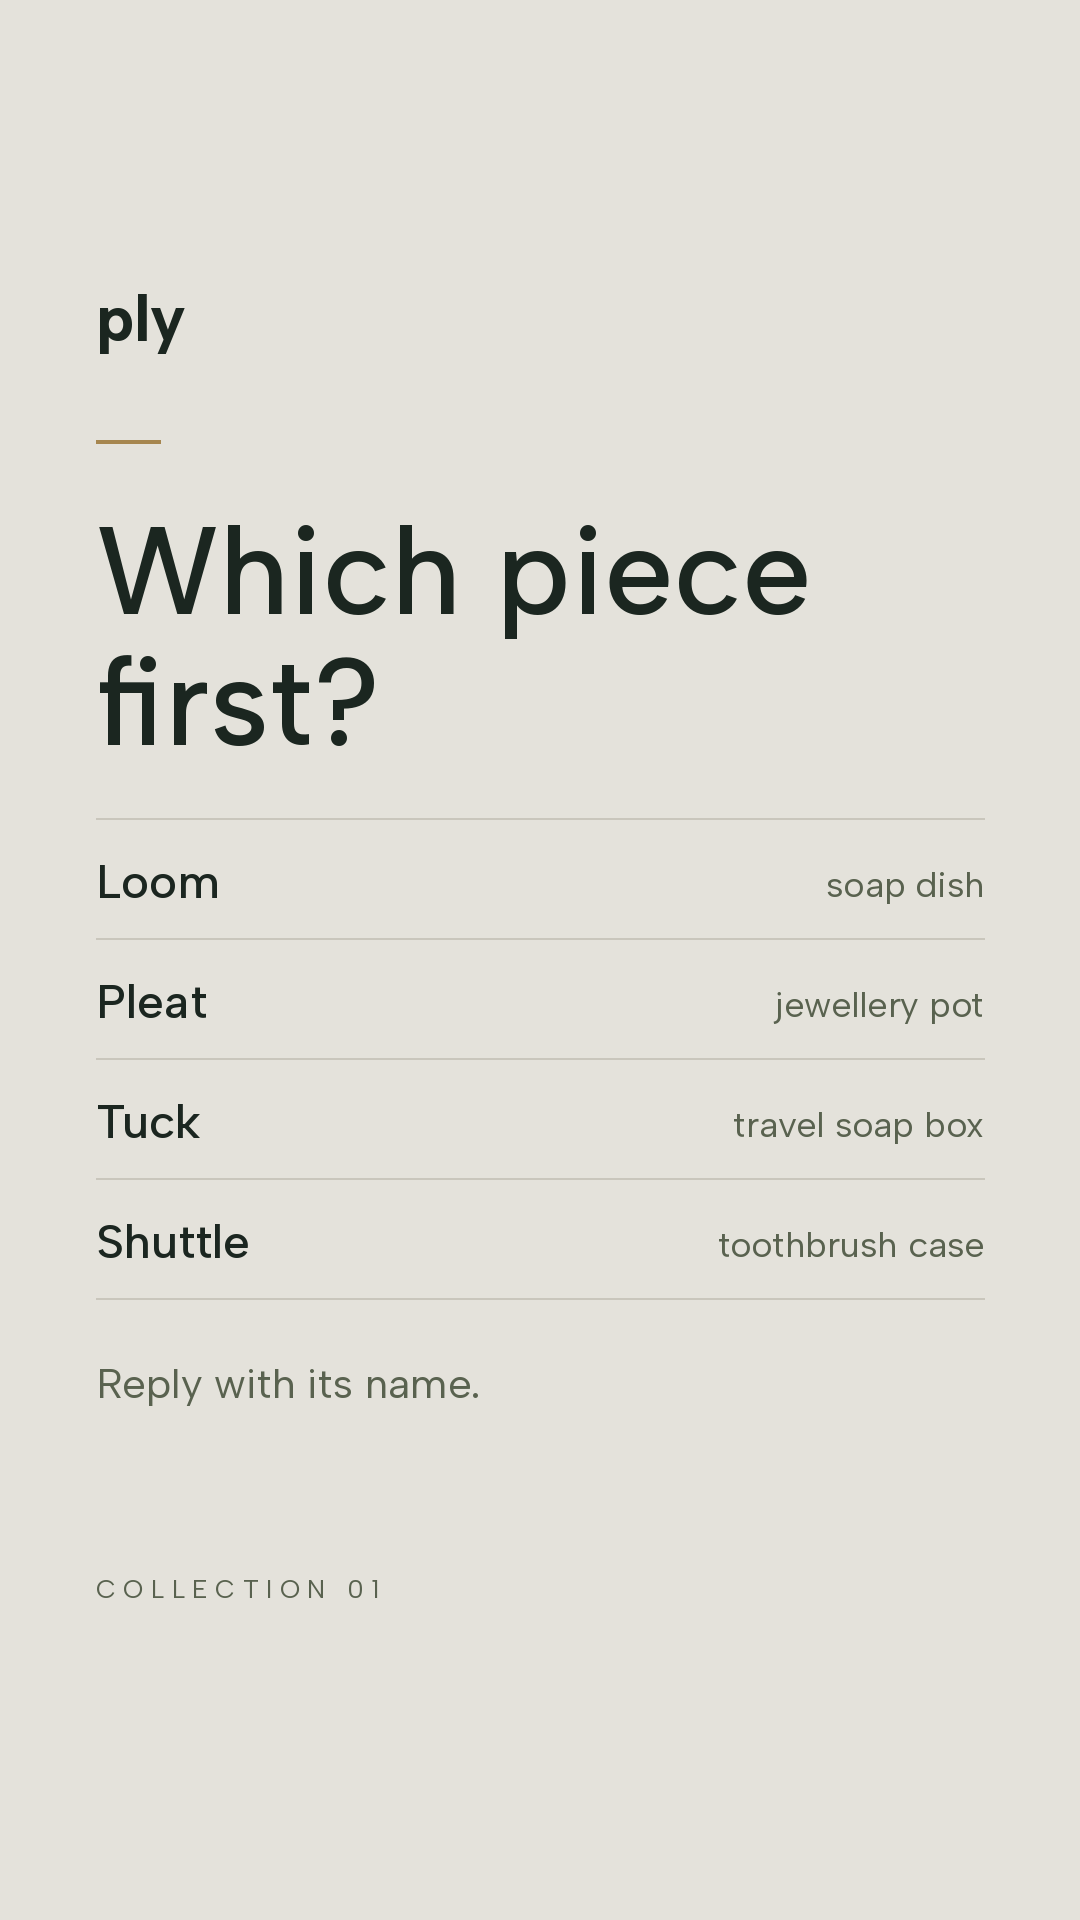 ply
Which piece
first?
Loom soap dish
Pleat jewellery pot
Tuck travel soap box
Shuttle toothbrush case
Reply with its name.
COLLECTION 01